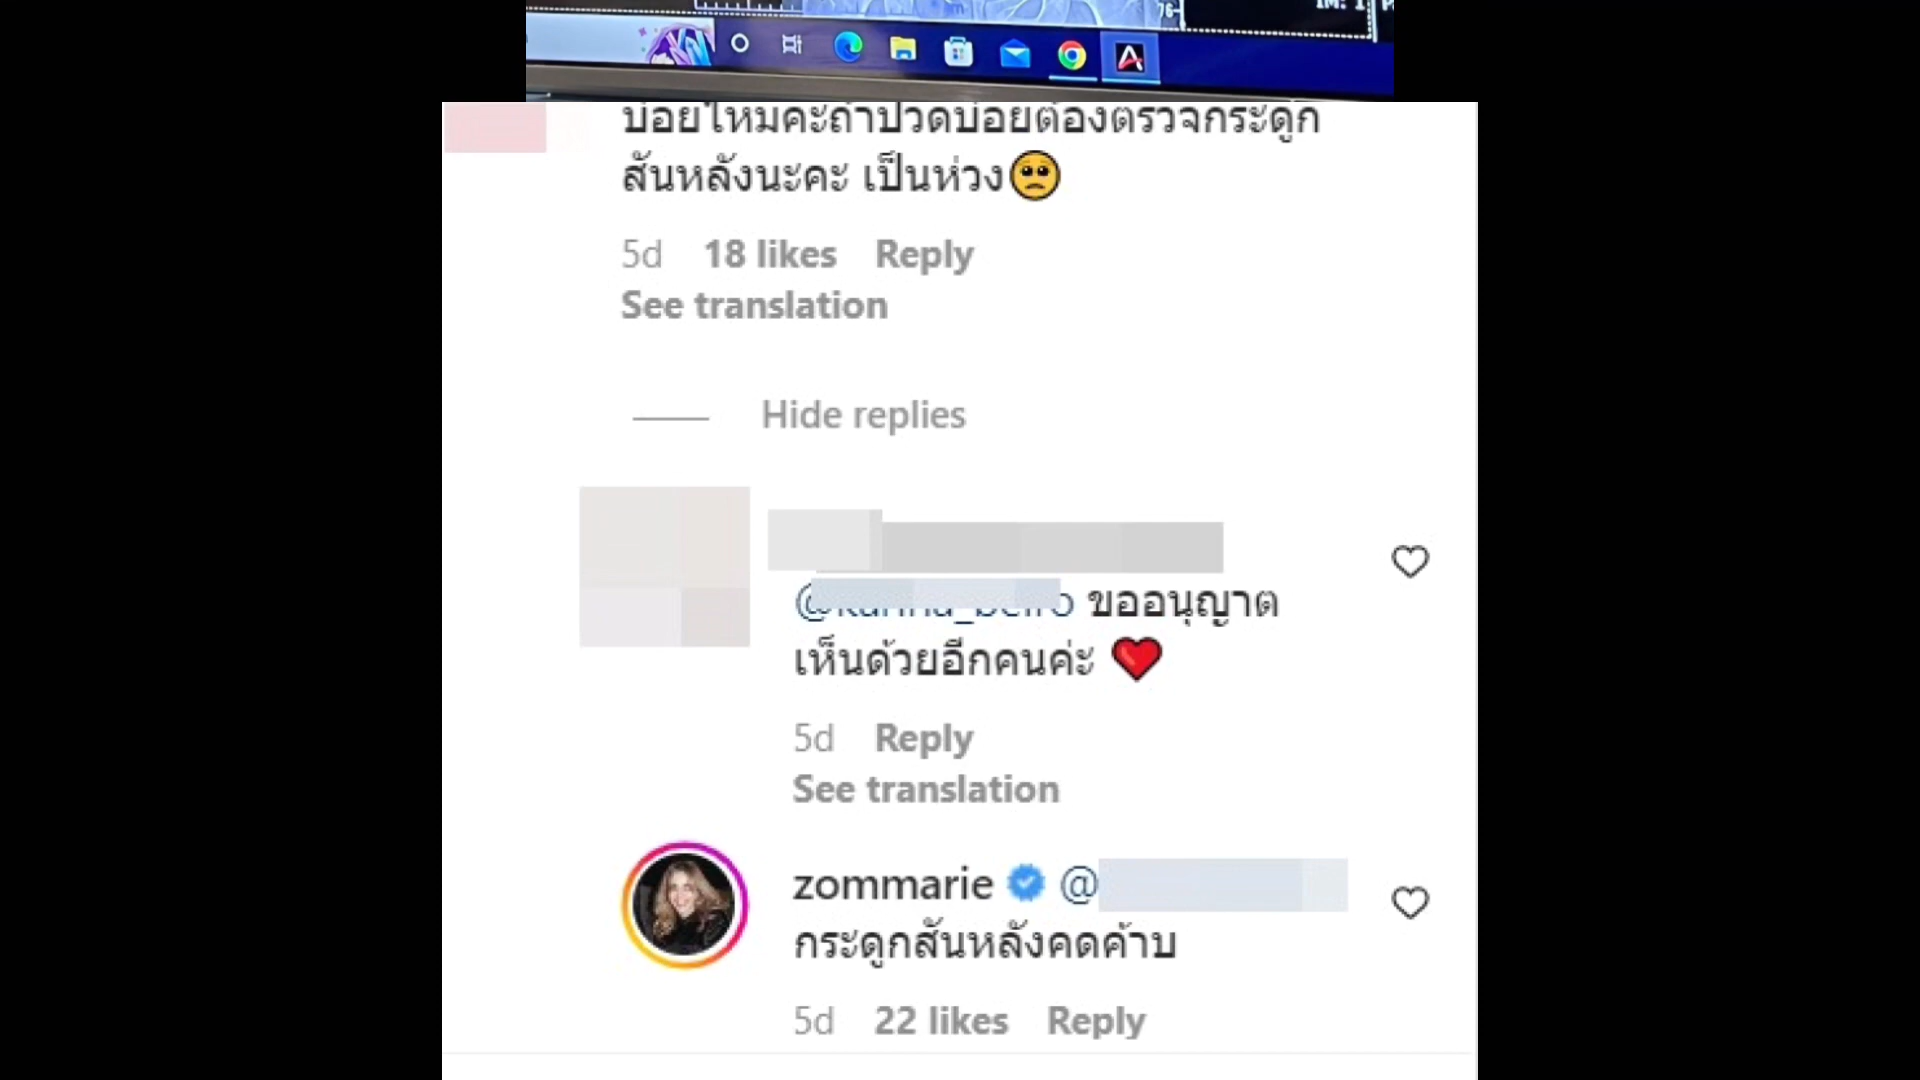 76-
IM: 1
บ่อยไหมคะถ้าปวดบ่อยต้องตรวจกระดูก
สันหลังนะคะ เป็นห่วง🥺
5d 18 likes Reply
See translation
Hide replies
ขออนุญาต
เห็นด้วยอีกคนค่ะ ❤️
5d Reply
See translation
zommarie @
กระดูกสันหลังคดค้าบ
5d 22 likes Reply